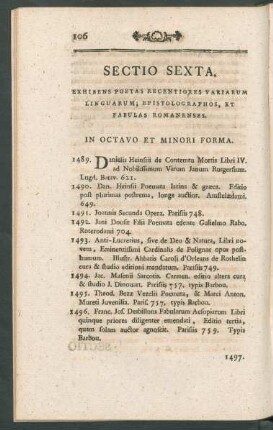 106
SECTIO SEXTA,
EXHIBENS POETAS RECENTIORES VARIARUM
LINGUARUM; EPISTOLOGRAPHOS, ET
FABULAS ROMANENSES.
IN OCTAVO ET MINORI FORMA.
1489. Danielis Heinsii de Contemtu Mortis Libri IV.
ad Nobilissimum Virum Janum Rutgersium.
Lugd. Batav. 621.
1490. Dan. Heinsii Poemata latina & græca. Editio
post plurimas postrema, longe auctior. Amstelædami.
649.
1491. Joannis Secundi Opera. Parisiis 748.
1492. Jani Dousæ Filii Poemata edente Gulielmo Rabo.
Roterodami 704.
1493. Anti-Lucretius, sive de Deo & Natura, Libri novem,
Eminentissimi Cardinalis de Polignac opus posthumum.
Illustr. Abbatis Caroli d'Orleans de Rothelin
cura & studio editioni mandatum. Parisiis 749.
1494. Jac. Masenii Sarcotis Carmen. editio altera cura
& studio J. Dinouart. Parisiis 757. typis Barbou.
1495. Theod. Bezæ Vezelii Poemata, & Marci Anton.
Mureti Juvenilia. Paris. 757. typis Barbou.
1496. Franc. Jos. Desbillons Fabularum Aesopiarum Libri
quinque priores diligenter emendati, Editio tertia,
quam solam auctor agnoscit. Parisiis 759. Typis
Barbou.
1497.